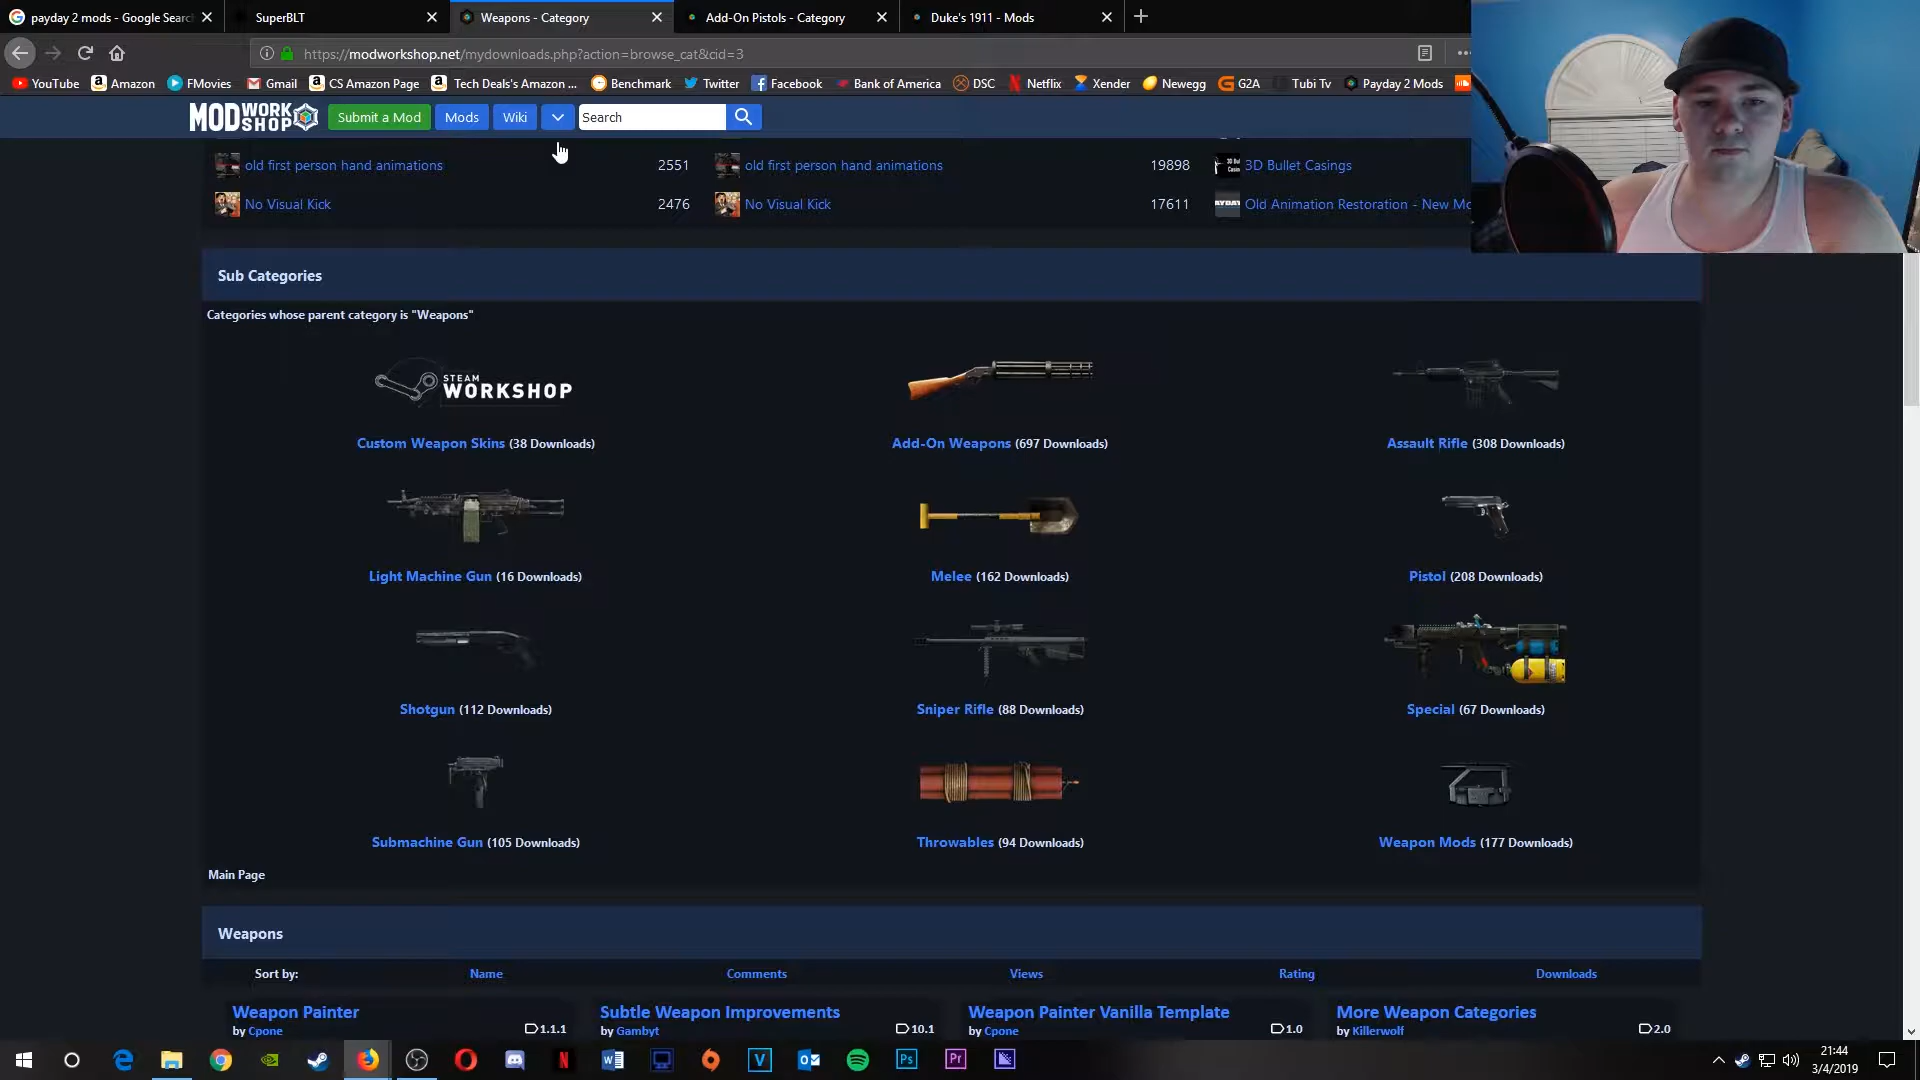 payday 2 mods - Google Searc
SuperBLT
Weapons - Category
Add-On Pistols - Category
Duke's 1911 - Mods
https://modworkshop.net/mydownloads.php?action=browse_cat&cid=3
YouTube
Amazon
FMovies
Gmail
CS Amazon Page
Tech Deals's Amazon ...
Benchmark
Twitter
Facebook
Bank of America
DSC
Netflix
Xender
Newegg
G2A
Tubi Tv
Payday 2 Mods
MODWORK
SHOP
Submit a Mod
Mods
Wiki
Search
old first person hand animations 2551
old first person hand animations 19898
3D Bullet Casings
No Visual Kick 2476
No Visual Kick 17611
Old Animation Restoration - New Mo
Sub Categories
Categories whose parent category is "Weapons"
STEAM
WORKSHOP
Custom Weapon Skins (38 Downloads)
Add-On Weapons (697 Downloads)
Assault Rifle (308 Downloads)
Light Machine Gun (16 Downloads)
Melee (162 Downloads)
Pistol (208 Downloads)
Shotgun (112 Downloads)
Sniper Rifle (88 Downloads)
Special (67 Downloads)
Submachine Gun (105 Downloads)
Throwables (94 Downloads)
Weapon Mods (177 Downloads)
Main Page
Weapons
Sort by: Name Comments Views Rating Downloads
Weapon Painter
by Cpone 1.1.1
Subtle Weapon Improvements
by Gambyt 10.1
Weapon Painter Vanilla Template
by Cpone 1.0
More Weapon Categories
by Killerwolf 2.0
21:44
3/4/2019